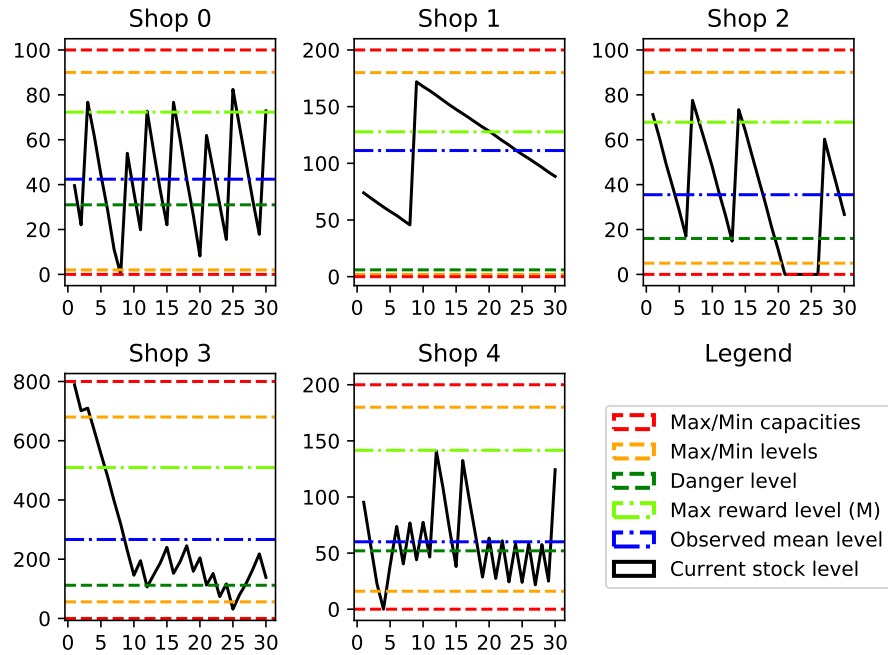 Shop 0
Shop 1
Shop 2
100
80
60
40
20
0
0 5 10 15 20 25 30
200
150
100
50
0
0 5 10 15 20 25 30
100
80
60
40
20
0
0 5 10 15 20 25 30
Shop 3
Shop 4
Legend
800
600
400
200
0
0 5 10 15 20 25 30
200
150
100
50
0
0 5 10 15 20 25 30
Max/Min capacities
Max/Min levels
Danger level
Max reward level (M)
Observed mean level
Current stock level